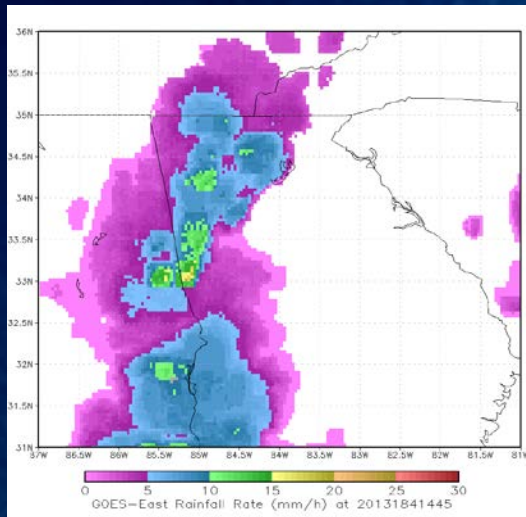 36N
35.5N
35N
34.5N
34N
33.5N
33N
32.5N
32N
31.5N
31N
87W 86.5W 86W 85.5W 85W 84.5W 84W 83.5W 83W 82.5W 82W 81.5W 81W
0 5 10 15 20 25 30
GOES-East Rainfall Rate (mm/h) at 20131841445